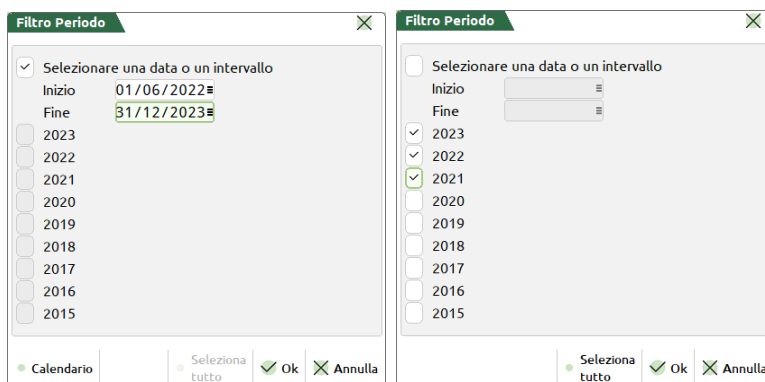 Filtro Periodo
Selezionare una data o un intervallo
Inizio 01/06/2022
Fine 31/12/2023
2023
2022
2021
2020
2019
2018
2017
2016
2015
Calendario
Seleziona
tutto
Ok
Annulla
Filtro Periodo
Selezionare una data o un intervallo
Inizio
Fine
2023
2022
2021
2020
2019
2018
2017
2016
2015
Seleziona
tutto
Ok
Annulla